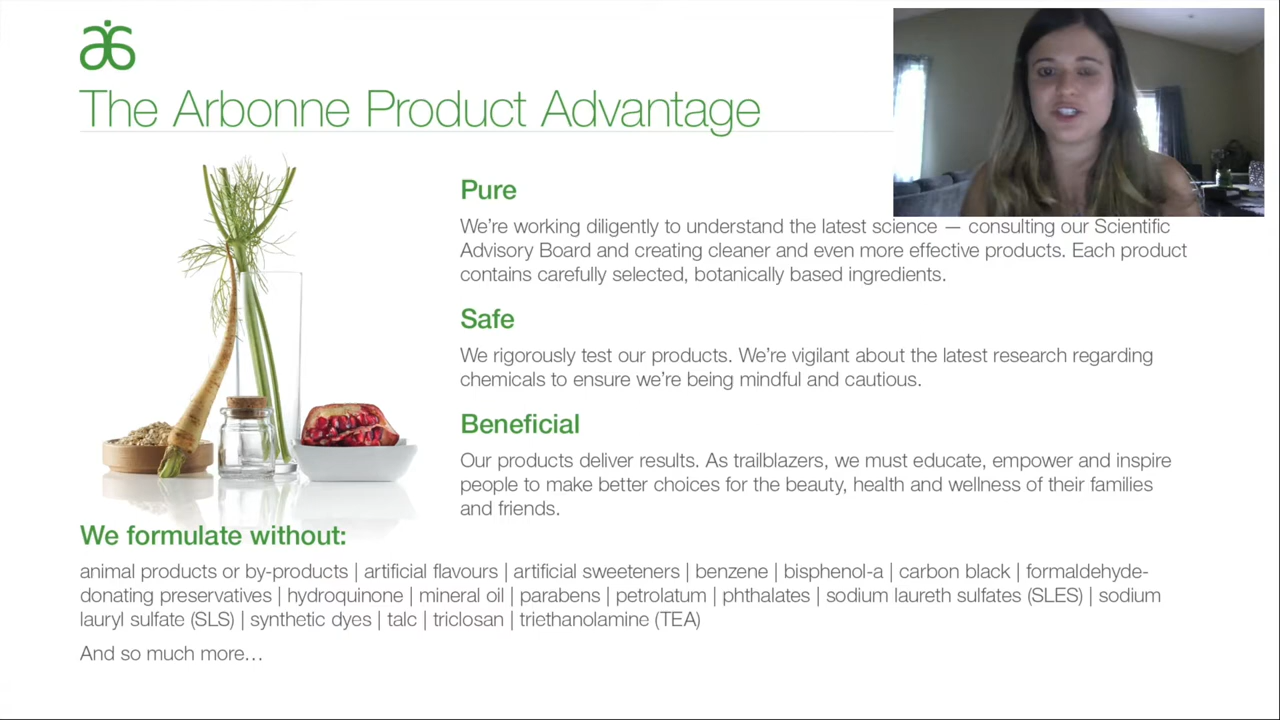 The Arbonne Product Advantage
Pure
We’re working diligently to understand the latest science — consulting our Scientific
Advisory Board and creating cleaner and even more effective products. Each product
contains carefully selected, botanically based ingredients.
Safe
We rigorously test our products. We’re vigilant about the latest research regarding
chemicals to ensure we’re being mindful and cautious.
Beneficial
Our products deliver results. As trailblazers, we must educate, empower and inspire
people to make better choices for the beauty, health and wellness of their families
and friends.
We formulate without:
animal products or by-products | artificial flavours | artificial sweeteners | benzene | bisphenol-a | carbon black | formaldehyde-
donating preservatives | hydroquinone | mineral oil | parabens | petrolatum | phthalates | sodium laureth sulfates (SLES) | sodium
lauryl sulfate (SLS) | synthetic dyes | talc | triclosan | triethanolamine (TEA)
And so much more…